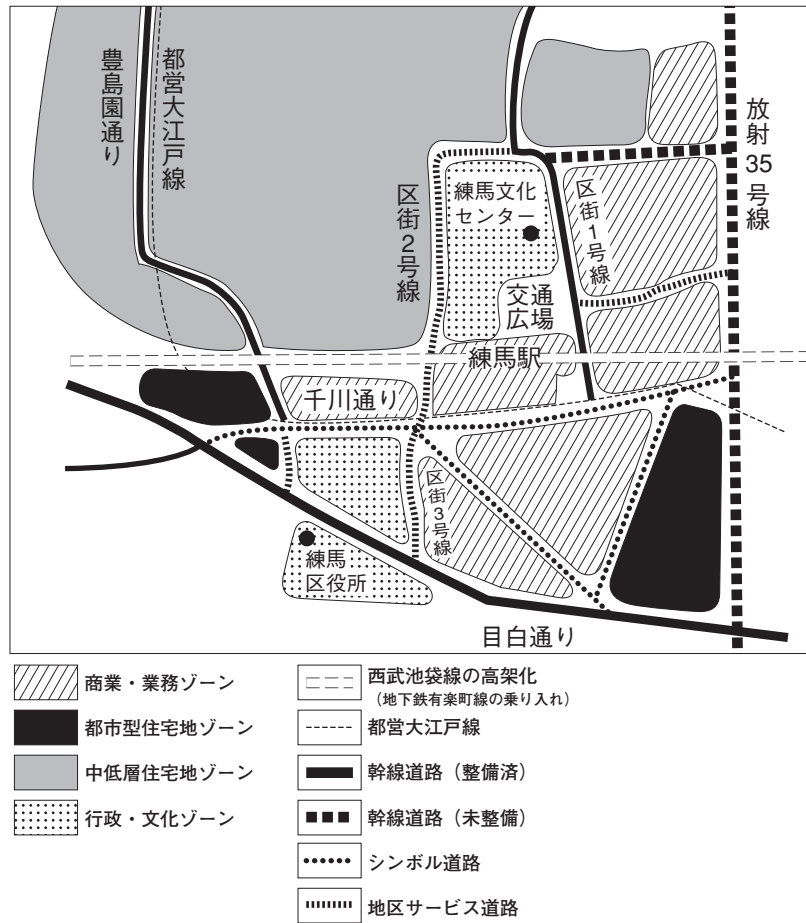 豊島園通り
都営大江戸線
区街2号線
練馬文化
センター
区街1号線
放射35号線
交通
広場
練馬駅
千川通り
区街3号線
練馬
区役所
目白通り
商業・業務ゾーン
都市型住宅地ゾーン
中低層住宅地ゾーン
行政・文化ゾーン
西武池袋線の高架化
（地下鉄有楽町線の乗り入れ）
都営大江戸線
幹線道路（整備済）
幹線道路（未整備）
シンボル道路
地区サービス道路